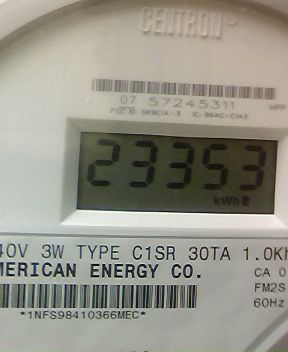 CENTRON
07 57245311
23353
kWh
40V 3W TYPE C1SR 30TA 1.0Kh
MERICAN ENERGY CO.
CA 0
FM2S
60Hz
*1NFS98410366MEC*